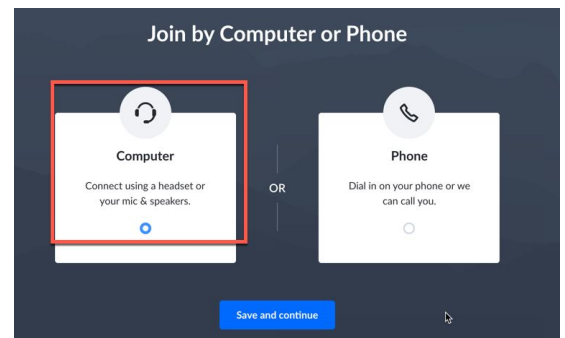 Join by Computer or Phone
Computer
Connect using a headset or
your mic & speakers.
OR
Phone
Dial in on your phone or we
can call you.
Save and continue